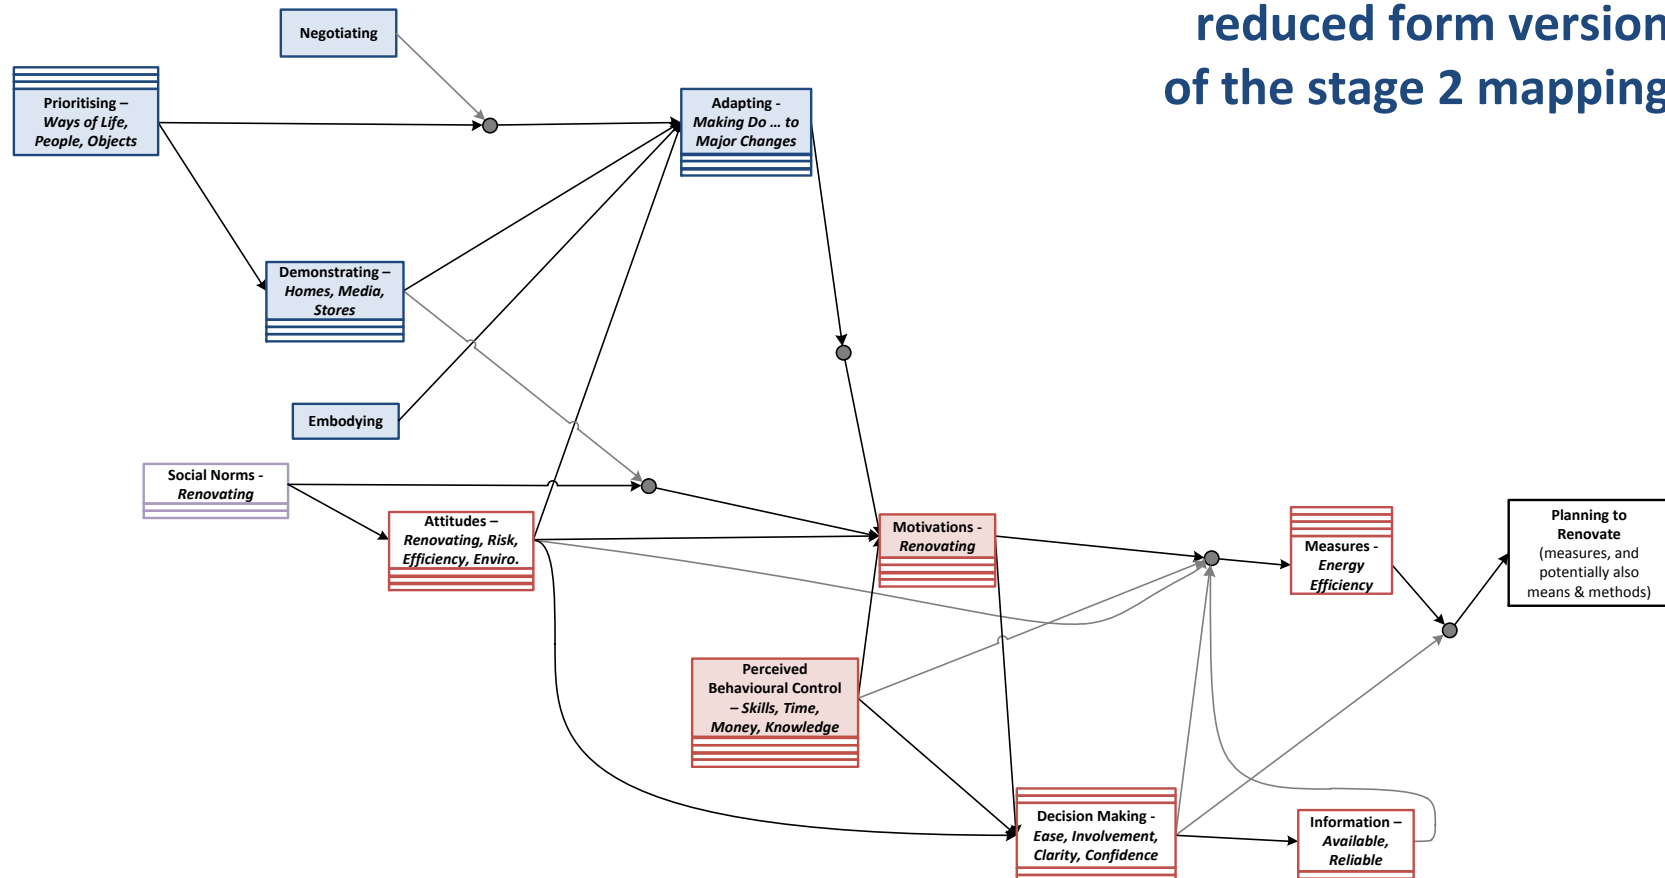 reduced form version
of the stage 2 mapping
Negotiating
Prioritising –
Ways of Life,
People, Objects
Adapting -
Making Do ... to
Major Changes
Demonstrating –
Homes, Media,
Stores
Embodying
Social Norms -
Renovating
Attitudes –
Renovating, Risk,
Efficiency, Enviro.
Motivations -
Renovating
Measures -
Energy
Efficiency
Planning to
Renovate
(measures, and
potentially also
means & methods)
Perceived
Behavioural Control
– Skills, Time,
Money, Knowledge
Decision Making -
Ease, Involvement,
Clarity, Confidence
Information –
Available,
Reliable